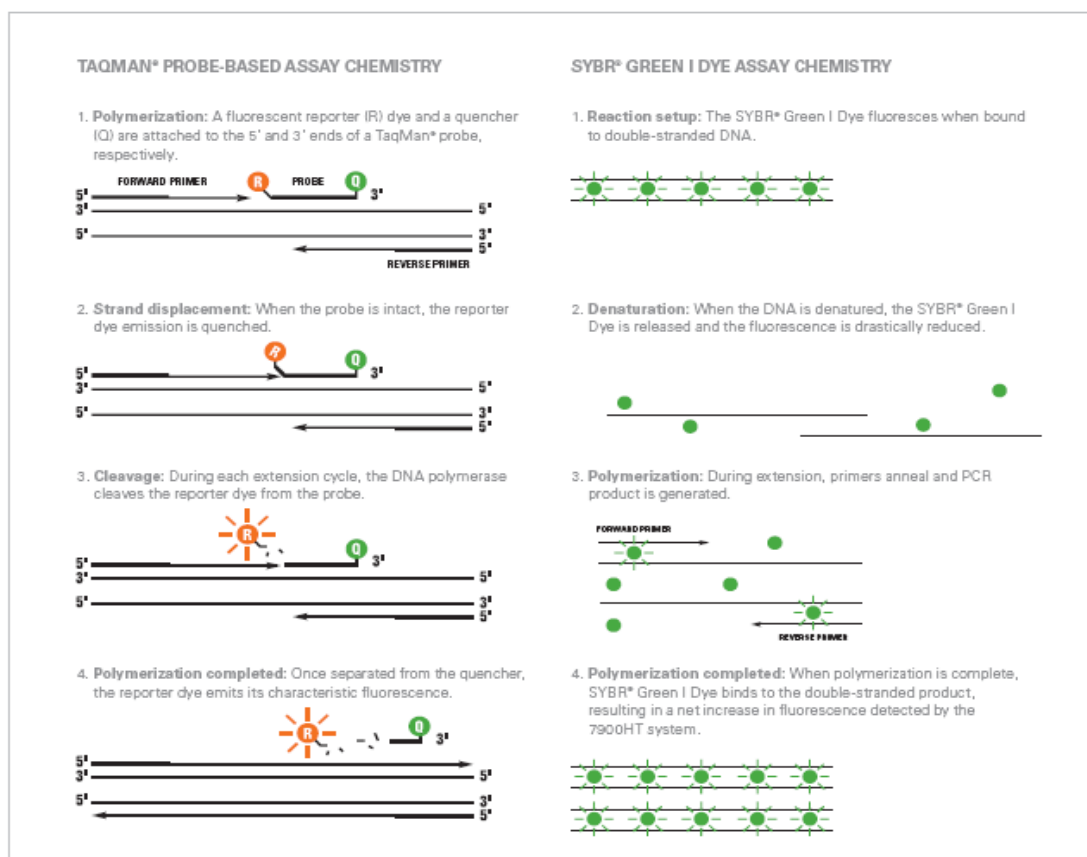 TAQMAN® PROBE-BASED ASSAY CHEMISTRY
1. Polymerization: A fluorescent reporter (R) dye and a quencher
(Q) are attached to the 5' and 3' ends of a TaqMan® probe,
respectively.
FORWARD PRIMER R PROBE Q
5' 3'
3' 5'
5' 3'
5'
REVERSE PRIMER
2. Strand displacement: When the probe is intact, the reporter
dye emission is quenched.
R Q
5' 3'
3' 5'
5' 3'
5'
3. Cleavage: During each extension cycle, the DNA polymerase
cleaves the reporter dye from the probe.
R Q
5' 3'
3' 5'
5' 3'
5'
4. Polymerization completed: Once separated from the quencher,
the reporter dye emits its characteristic fluorescence.
R Q 3'
5'
3' 5'
5' 3'
5'
SYBR® GREEN I DYE ASSAY CHEMISTRY
1. Reaction setup: The SYBR® Green I Dye fluoresces when bound
to double-stranded DNA.
2. Denaturation: When the DNA is denatured, the SYBR® Green I
Dye is released and the fluorescence is drastically reduced.
3. Polymerization: During extension, primers anneal and PCR
product is generated.
FORWARD PRIMER
REVERSE PRIMER
4. Polymerization completed: When polymerization is complete,
SYBR® Green I Dye binds to the double-stranded product,
resulting in a net increase in fluorescence detected by the
7900HT system.